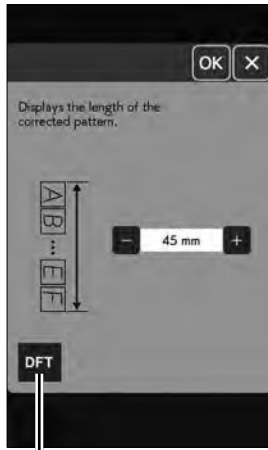 OK ×
Displays the length of the
corrected pattern.
A
B
...
E
F
− 45 mm +
DFT